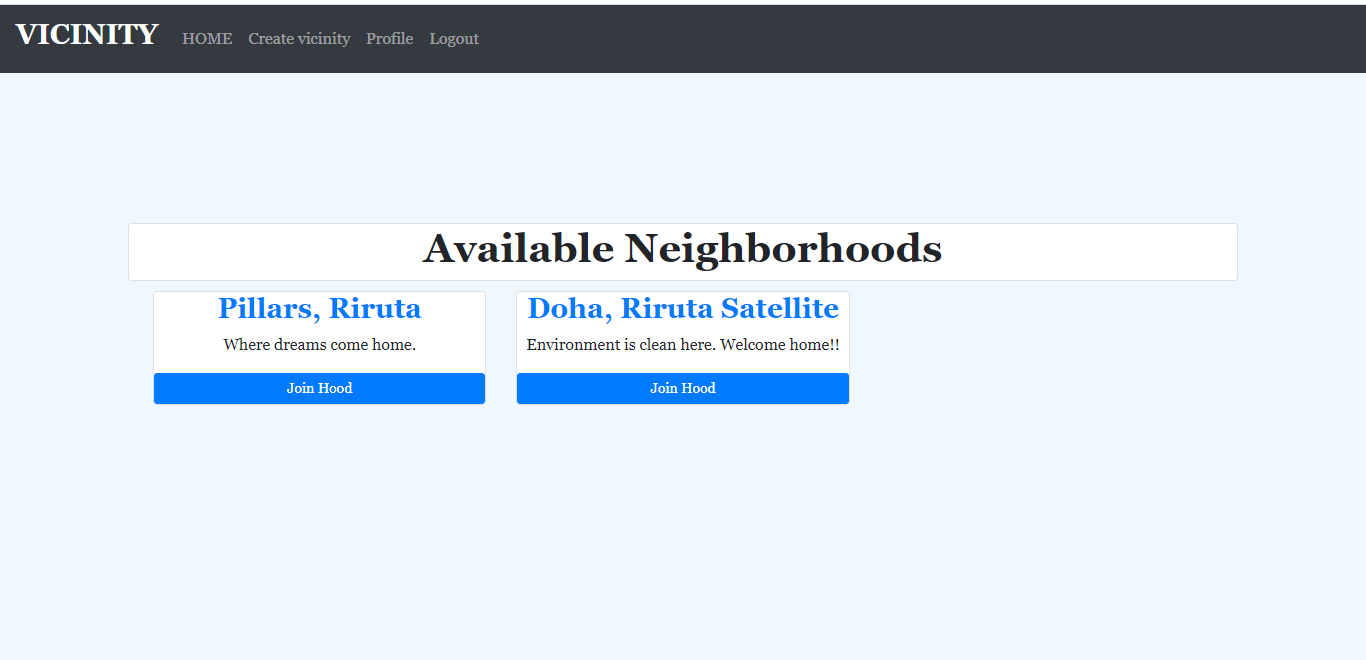 VICINITY HOME Create vicinity Profile Logout
Available Neighborhoods
Pillars, Riruta
Where dreams come home.
Join Hood
Doha, Riruta Satellite
Environment is clean here. Welcome home!!
Join Hood